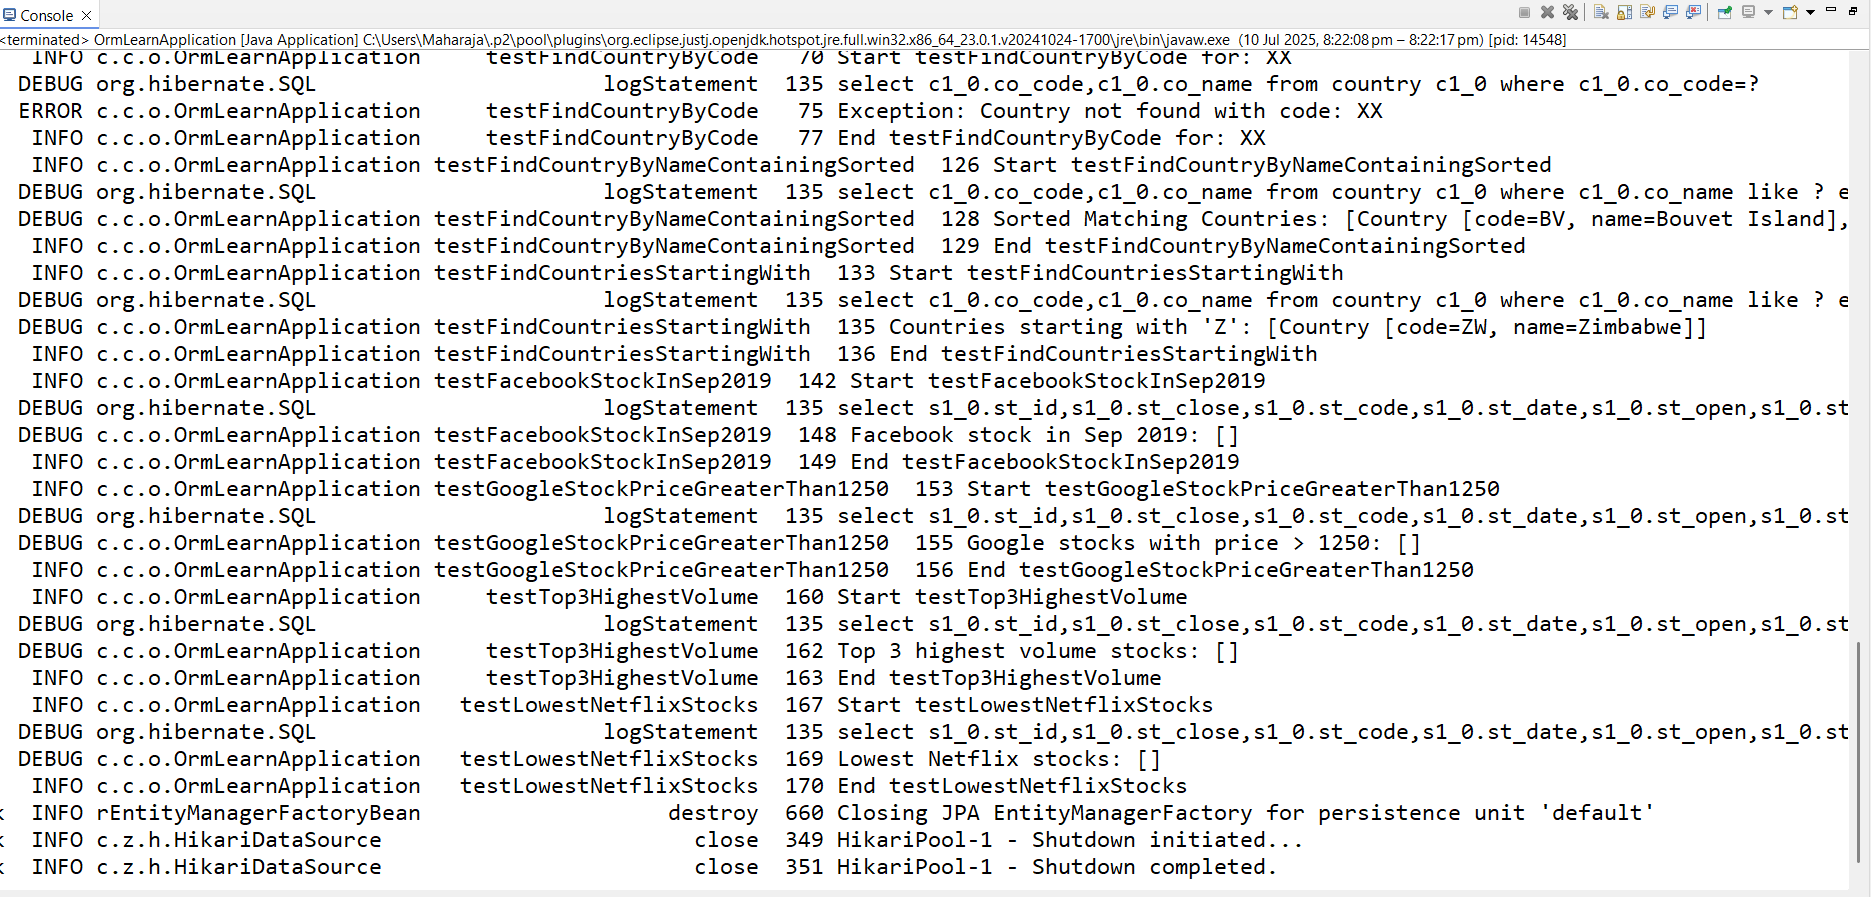 Console
<terminated> OrmLearnApplication [Java Application] C:\Users\Maharaja\.p2\pool\plugins\org.eclipse.justj.openjdk.hotspot.jre.full.win32.x86_64_23.0.1.v20241024-1700\jre\bin\javaw.exe (10 Jul 2025, 8:22:08 pm – 8:22:17 pm) [pid: 14548]
INFO c.c.o.OrmLearnApplication testFindCountryByCode 70 Start testFindCountryByCode for: XX
DEBUG org.hibernate.SQL logStatement 135 select c1_0.co_code,c1_0.co_name from country c1_0 where c1_0.co_code=?
ERROR c.c.o.OrmLearnApplication testFindCountryByCode 75 Exception: Country not found with code: XX
INFO c.c.o.OrmLearnApplication testFindCountryByCode 77 End testFindCountryByCode for: XX
INFO c.c.o.OrmLearnApplication testFindCountryByNameContainingSorted 126 Start testFindCountryByNameContainingSorted
DEBUG org.hibernate.SQL logStatement 135 select c1_0.co_code,c1_0.co_name from country c1_0 where c1_0.co_name like ? e
DEBUG c.c.o.OrmLearnApplication testFindCountryByNameContainingSorted 128 Sorted Matching Countries: [Country [code=BV, name=Bouvet Island],
INFO c.c.o.OrmLearnApplication testFindCountryByNameContainingSorted 129 End testFindCountryByNameContainingSorted
INFO c.c.o.OrmLearnApplication testFindCountriesStartingWith 133 Start testFindCountriesStartingWith
DEBUG org.hibernate.SQL logStatement 135 select c1_0.co_code,c1_0.co_name from country c1_0 where c1_0.co_name like ? e
DEBUG c.c.o.OrmLearnApplication testFindCountriesStartingWith 135 Countries starting with 'Z': [Country [code=ZW, name=Zimbabwe]]
INFO c.c.o.OrmLearnApplication testFindCountriesStartingWith 136 End testFindCountriesStartingWith
INFO c.c.o.OrmLearnApplication testFacebookStockInSep2019 142 Start testFacebookStockInSep2019
DEBUG org.hibernate.SQL logStatement 135 select s1_0.st_id,s1_0.st_close,s1_0.st_code,s1_0.st_date,s1_0.st_open,s1_0.st
DEBUG c.c.o.OrmLearnApplication testFacebookStockInSep2019 148 Facebook stock in Sep 2019: []
INFO c.c.o.OrmLearnApplication testFacebookStockInSep2019 149 End testFacebookStockInSep2019
INFO c.c.o.OrmLearnApplication testGoogleStockPriceGreaterThan1250 153 Start testGoogleStockPriceGreaterThan1250
DEBUG org.hibernate.SQL logStatement 135 select s1_0.st_id,s1_0.st_close,s1_0.st_code,s1_0.st_date,s1_0.st_open,s1_0.st
DEBUG c.c.o.OrmLearnApplication testGoogleStockPriceGreaterThan1250 155 Google stocks with price > 1250: []
INFO c.c.o.OrmLearnApplication testGoogleStockPriceGreaterThan1250 156 End testGoogleStockPriceGreaterThan1250
INFO c.c.o.OrmLearnApplication testTop3HighestVolume 160 Start testTop3HighestVolume
DEBUG org.hibernate.SQL logStatement 135 select s1_0.st_id,s1_0.st_close,s1_0.st_code,s1_0.st_date,s1_0.st_open,s1_0.st
DEBUG c.c.o.OrmLearnApplication testTop3HighestVolume 162 Top 3 highest volume stocks: []
INFO c.c.o.OrmLearnApplication testTop3HighestVolume 163 End testTop3HighestVolume
INFO c.c.o.OrmLearnApplication testLowestNetflixStocks 167 Start testLowestNetflixStocks
DEBUG org.hibernate.SQL logStatement 135 select s1_0.st_id,s1_0.st_close,s1_0.st_code,s1_0.st_date,s1_0.st_open,s1_0.st
DEBUG c.c.o.OrmLearnApplication testLowestNetflixStocks 169 Lowest Netflix stocks: []
INFO c.c.o.OrmLearnApplication testLowestNetflixStocks 170 End testLowestNetflixStocks
k INFO rEntityManagerFactoryBean destroy 660 Closing JPA EntityManagerFactory for persistence unit 'default'
k INFO c.z.h.HikariDataSource close 349 HikariPool-1 - Shutdown initiated...
k INFO c.z.h.HikariDataSource close 351 HikariPool-1 - Shutdown completed.